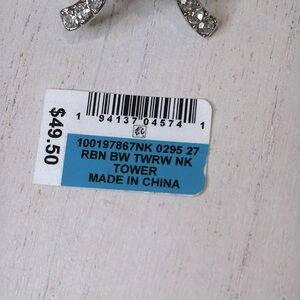 $49.50
1 94137 04574 1
100197867NK 0295 27
RBN BW TWRW NK
TOWER
MADE IN CHINA